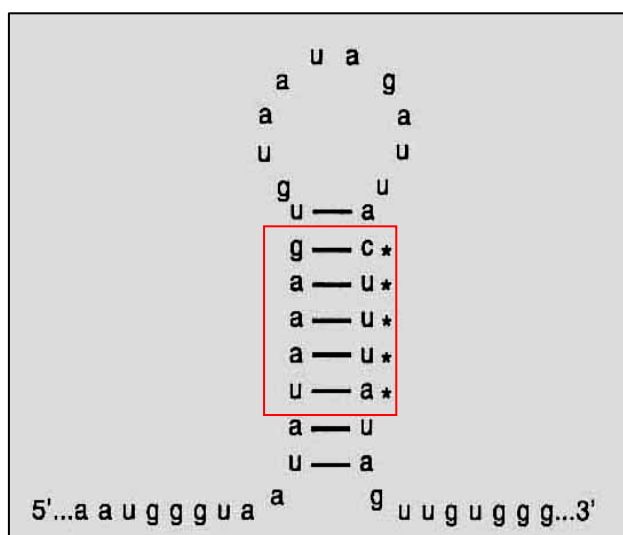 u a
a g
a a
u u
g u
u — a
g — c *
a — u *
a — u *
a — u *
u — a *
a — u
u — a
a g
5'...a a u g g g u a u u g u g g g...3'